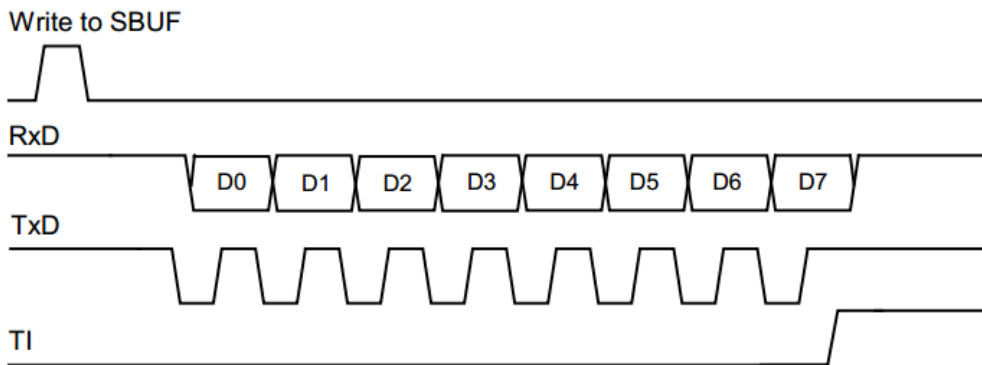 Write to SBUF
RxD
D0 D1 D2 D3 D4 D5 D6 D7
TxD
TI